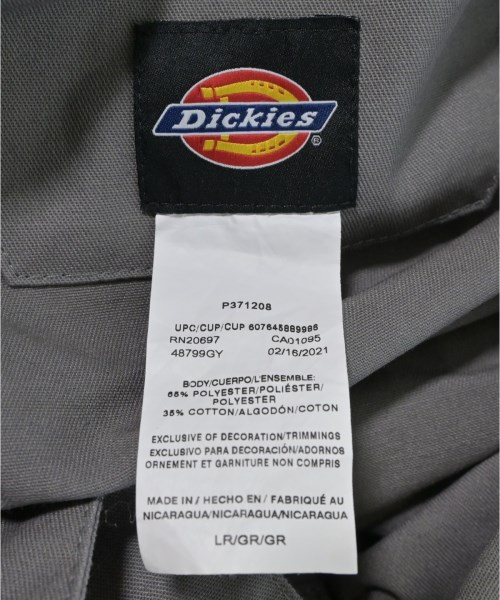 Dickies
®
P371208
UPC/CUP/CUP 607645889986
RN20697 CA01095
48799GY 02/16/2021
BODY/CUERPO/L'ENSEMBLE:
65% POLYESTER/POLIÉSTER/
POLYESTER
35% COTTON/ALGODÓN/COTON
EXCLUSIVE OF DECORATION/TRIMMINGS
EXCLUSIVO PARA DECORACIÓN/ADORNOS
ORNEMENT ET GARNITURE NON COMPRIS
MADE IN / HECHO EN / FABRIQUÉ AU
NICARAGUA/NICARAGUA/NICARAGUA
LR/GR/GR